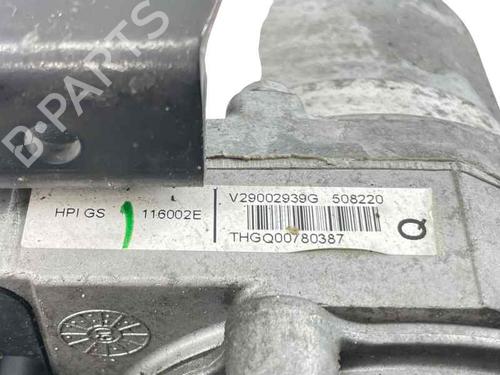 B-PARTS
V29002939G 508220
HPI GS 116002E
THGQ00780387
Q